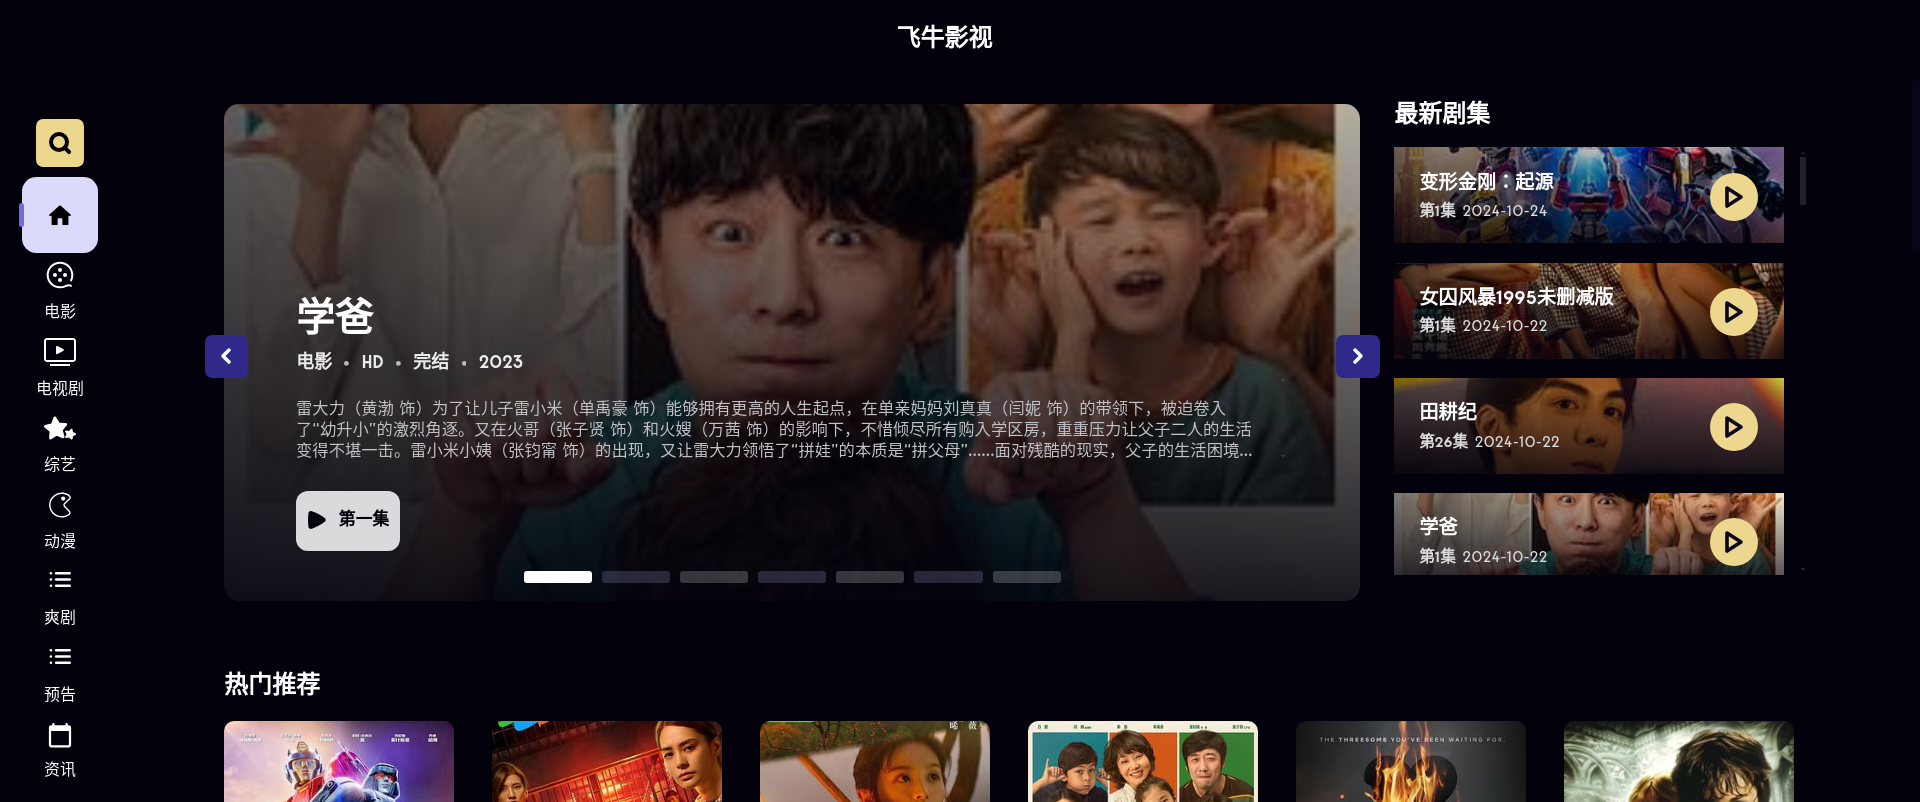 飞牛影视
电影
电视剧
综艺
动漫
爽剧
预告
资讯
学爸
电影 • HD • 完结 • 2023
雷大力（黄渤 饰）为了让儿子雷小米（单禹豪 饰）能够拥有更高的人生起点，在单亲妈妈刘真真（闫妮 饰）的带领下，被迫卷入
了“幼升小”的激烈角逐。又在火哥（张子贤 饰）和火嫂（万茜 饰）的影响下，不惜倾尽所有购入学区房，重重压力让父子二人的生活
变得不堪一击。雷小米小姨（张钧甯 饰）的出现，又让雷大力领悟了“拼娃”的本质是“拼父母”……面对残酷的现实，父子的生活困境...
第一集
最新剧集
变形金刚：起源
第1集 2024-10-24
女囚风暴1995未删减版
第1集 2024-10-22
田耕纪
第26集 2024-10-22
学爸
第1集 2024-10-22
热门推荐
THE THREESOME YOU'VE BEEN WAITING FOR.